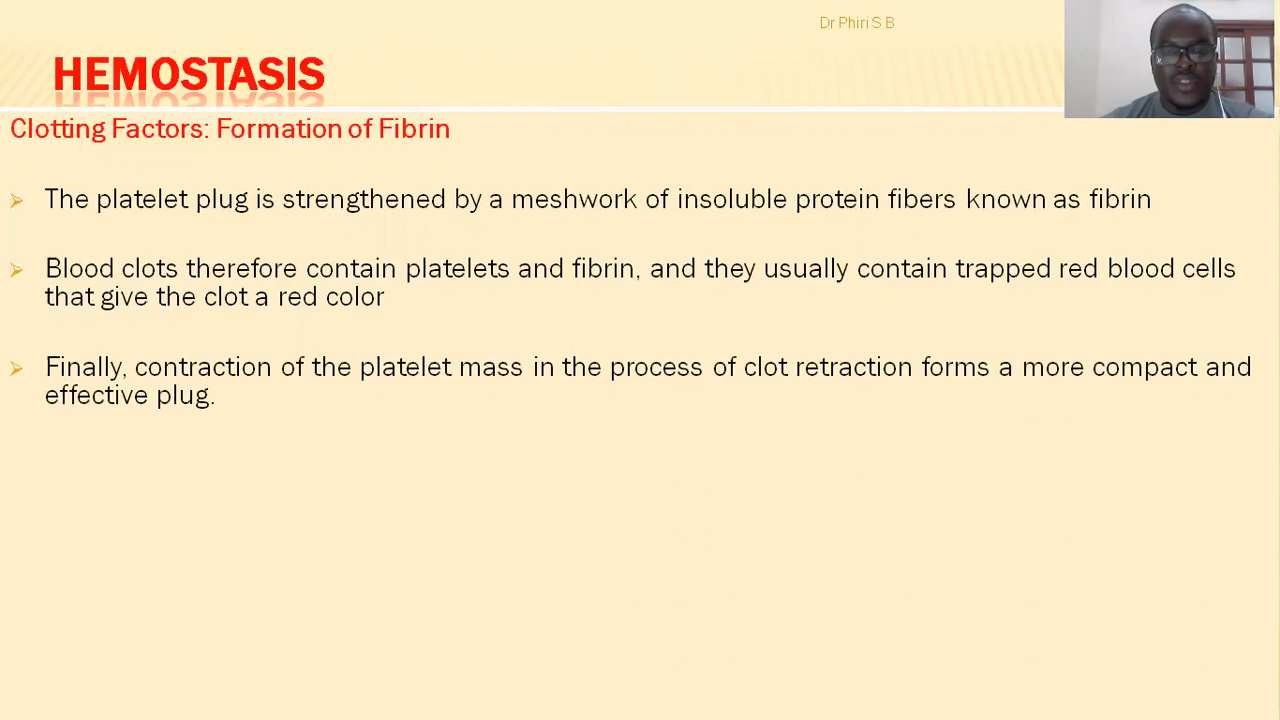 Dr Phiri S B
HEMOSTASIS
Clotting Factors: Formation of Fibrin
The platelet plug is strengthened by a meshwork of insoluble protein fibers known as fibrin
Blood clots therefore contain platelets and fibrin, and they usually contain trapped red blood cells
that give the clot a red color
Finally, contraction of the platelet mass in the process of clot retraction forms a more compact and
effective plug.